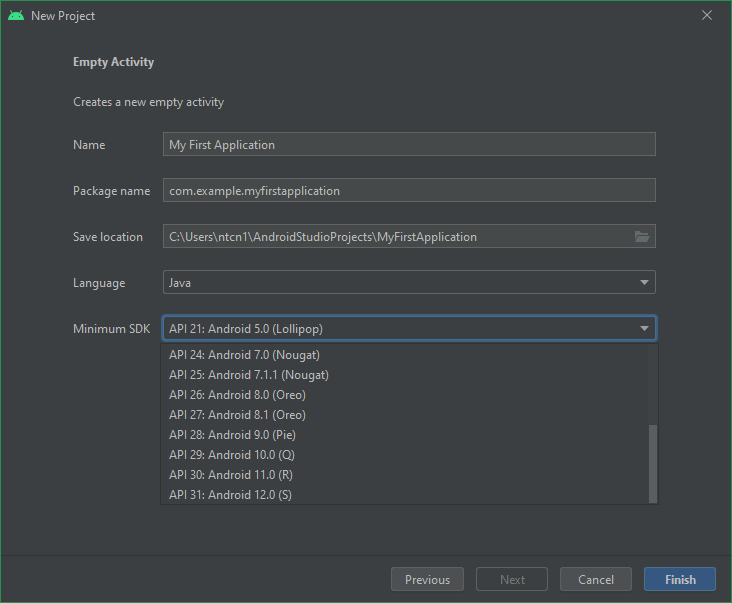 New Project
Empty Activity
Creates a new empty activity
Name My First Application
Package name com.example.myfirstapplication
Save location C:\Users\ntcn1\AndroidStudioProjects\MyFirstApplication
Language Java
Minimum SDK API 21: Android 5.0 (Lollipop)
API 24: Android 7.0 (Nougat)
API 25: Android 7.1.1 (Nougat)
API 26: Android 8.0 (Oreo)
API 27: Android 8.1 (Oreo)
API 28: Android 9.0 (Pie)
API 29: Android 10.0 (Q)
API 30: Android 11.0 (R)
API 31: Android 12.0 (S)
Previous Next Cancel Finish